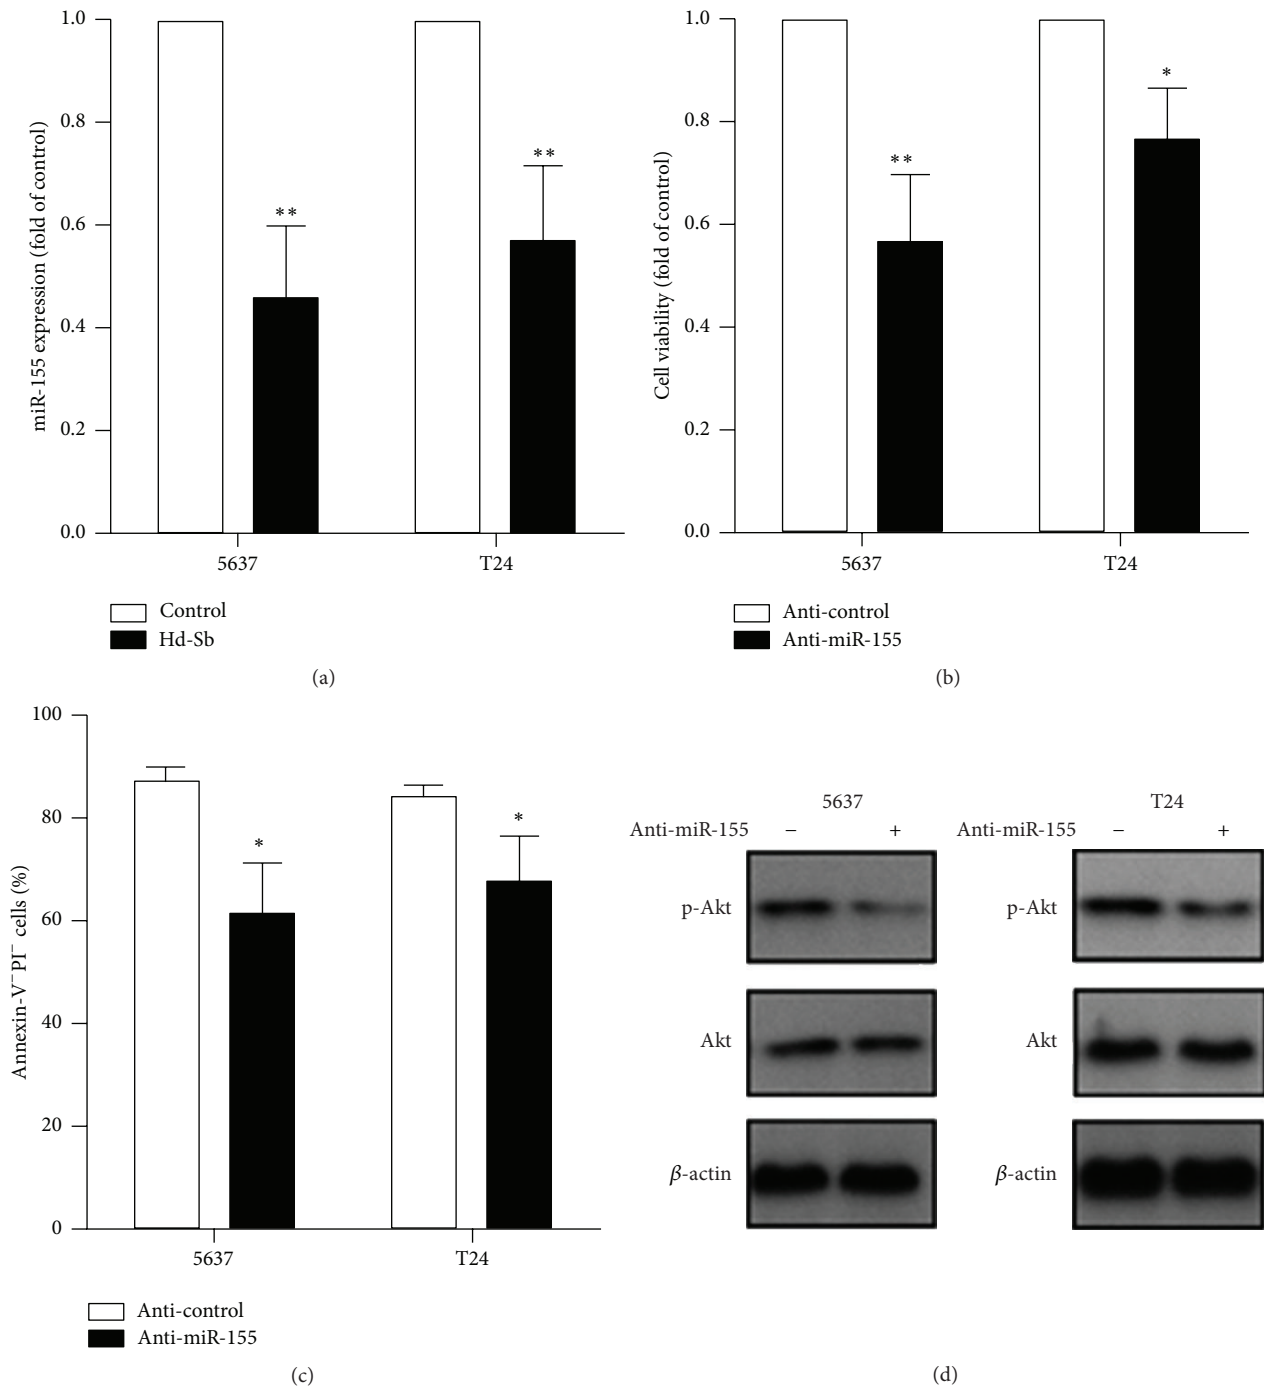 1.0
0.8
0.6
0.4
0.2
0.0
miR-155 expression (fold of control)
**
**
5637
T24
Control
Hd-Sb
(a)
1.0
0.8
0.6
0.4
0.2
0.0
Cell viability (fold of control)
**
*
5637
T24
Anti-control
Anti-miR-155
(b)
100
80
60
40
20
0
Annexin-V⁻PI⁻ cells (%)
*
*
5637
T24
Anti-control
Anti-miR-155
(c)
5637
Anti-miR-155 − +
p-Akt
Akt
β-actin
T24
Anti-miR-155 − +
p-Akt
Akt
β-actin
(d)